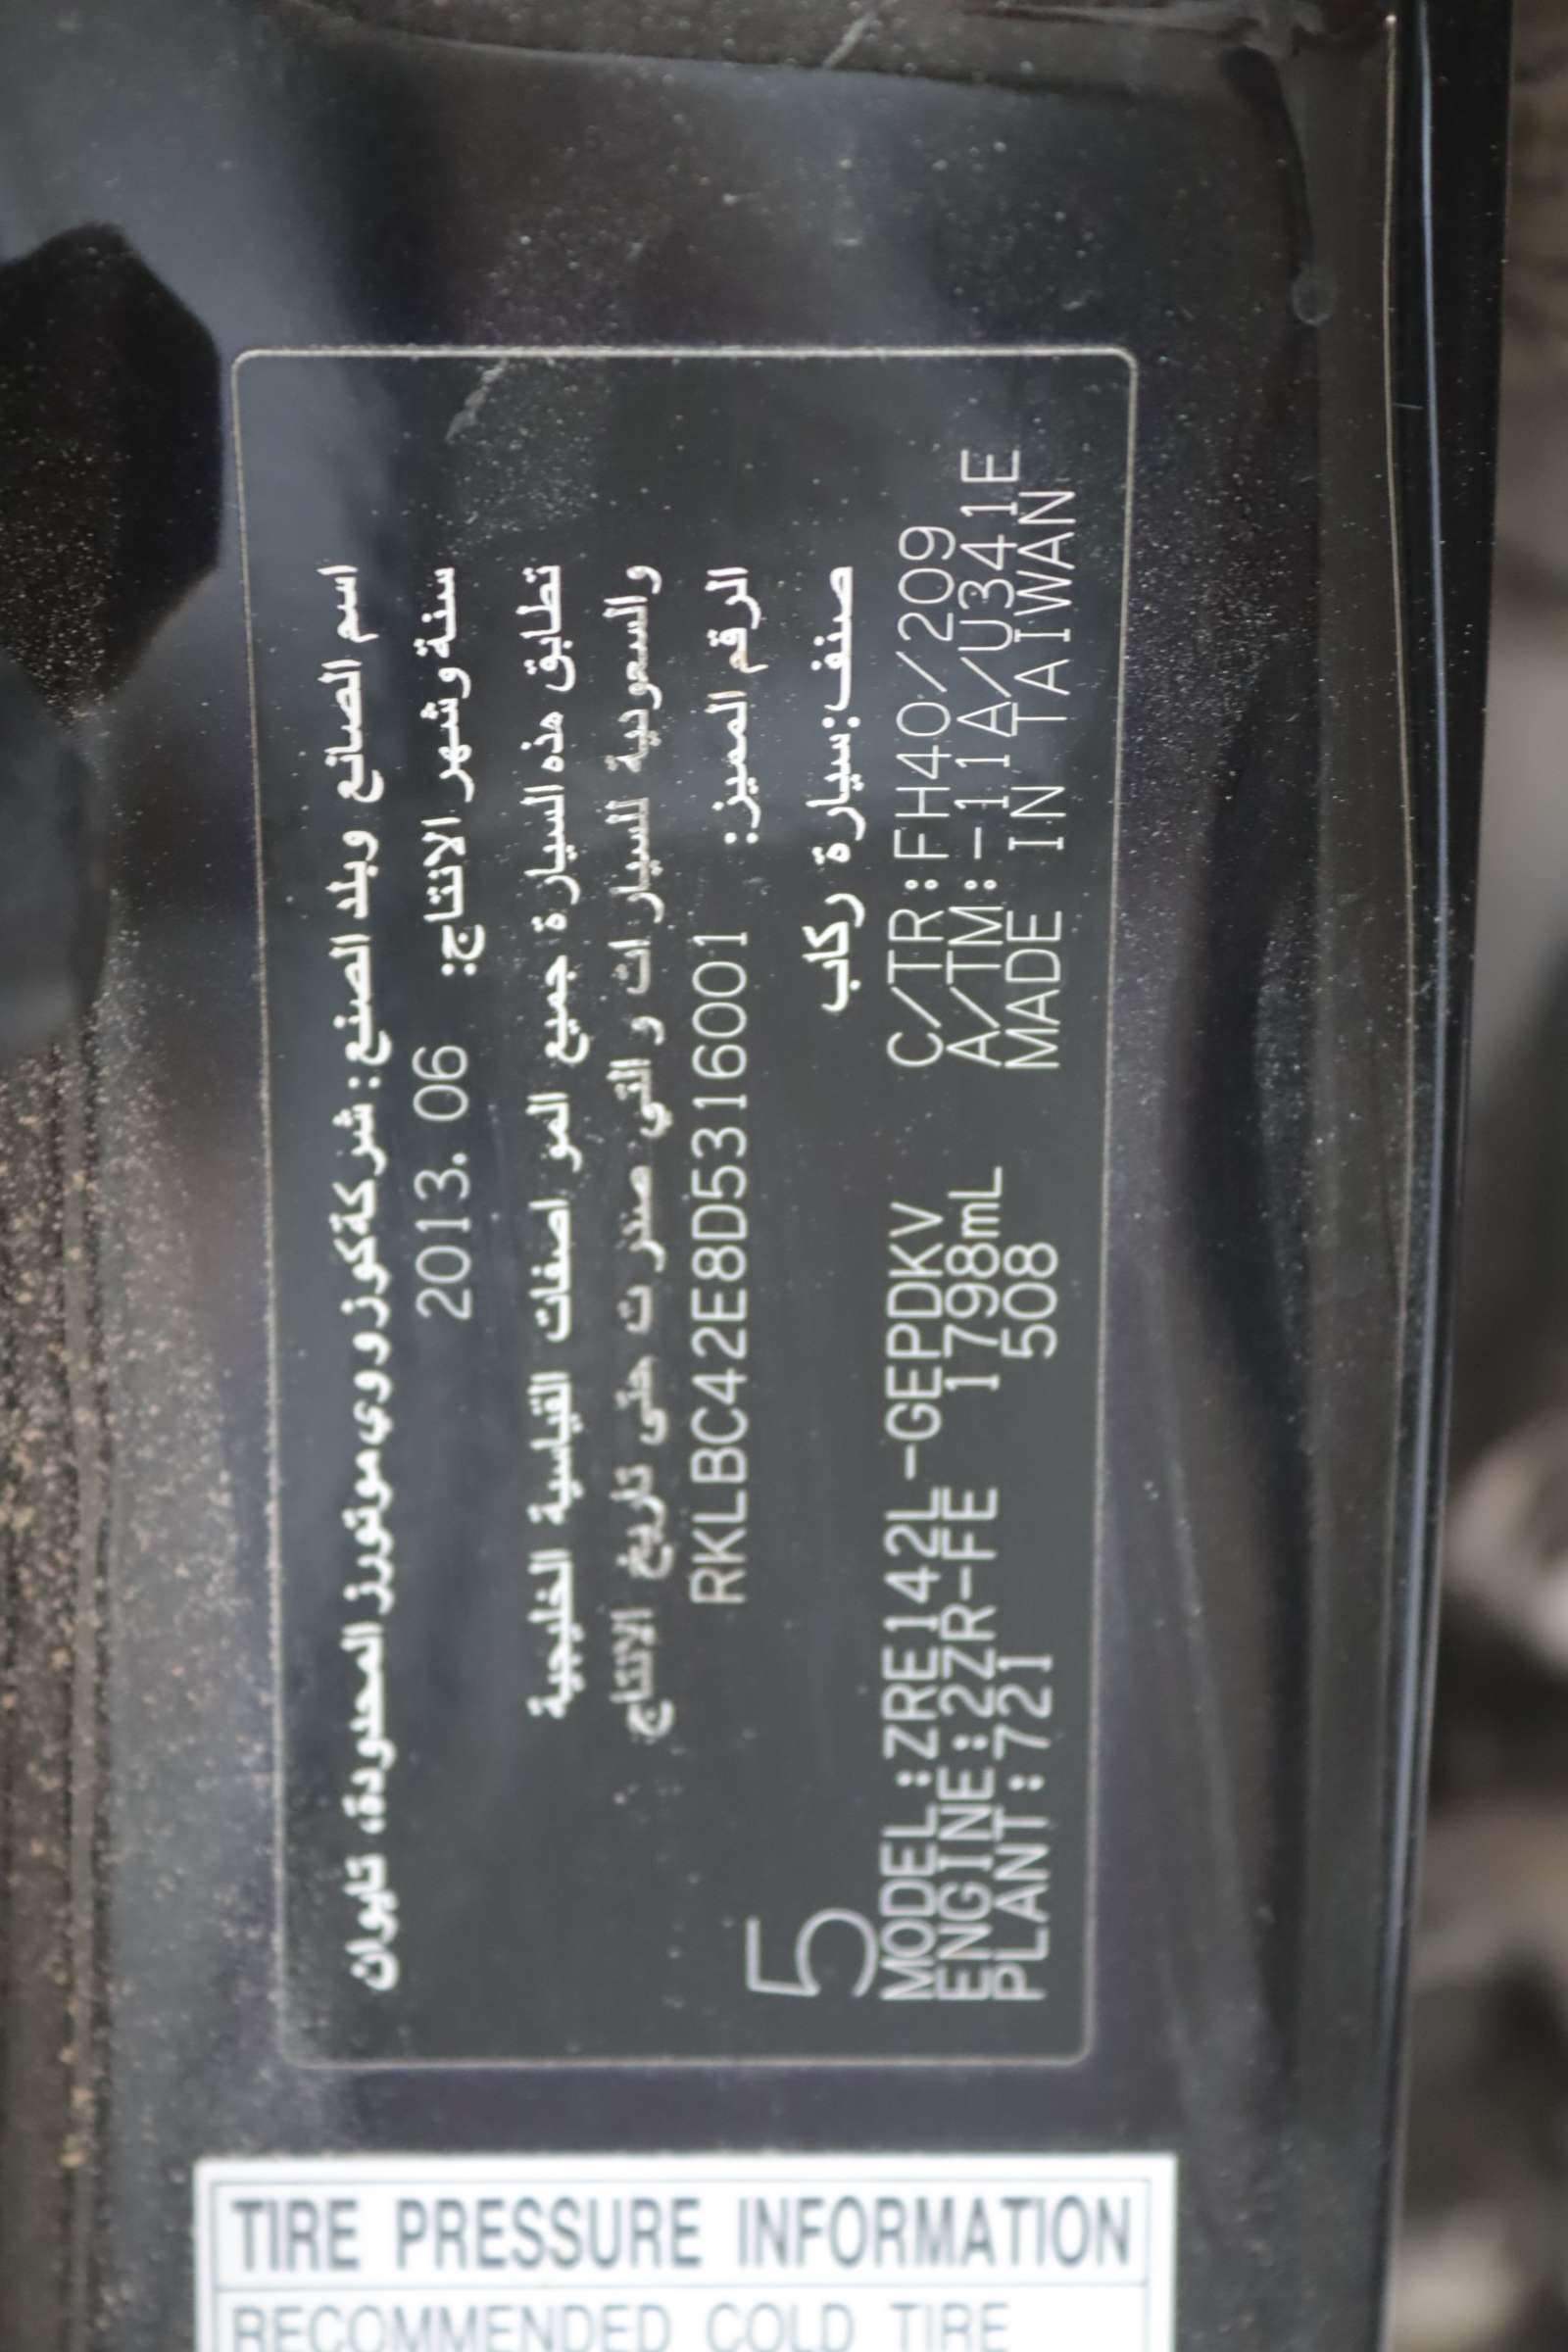 اسم الصانع وبلد الصنع: شركة كوزووي موتورز المحدودة، تايوان
سنة وشهر الانتاج: 2013. 06
تطابق هذه السيارة جميع المواصفات القياسية الخليجية
والسعودية للسيارات و التي صدرت حتى تاريخ الانتاج
الرقم المميز: RKLBC42E8D5316001
صنف: سيارة ركاب
5
MODEL:ZRE142L-GEPDKV C/TR:FH40/209
ENGINE:2ZR-FE 1798mL A/TM:-11A/U341E
PLANT:721 508 MADE IN TAIWAN
TIRE PRESSURE INFORMATION
RECOMMENDED COLD TIRE